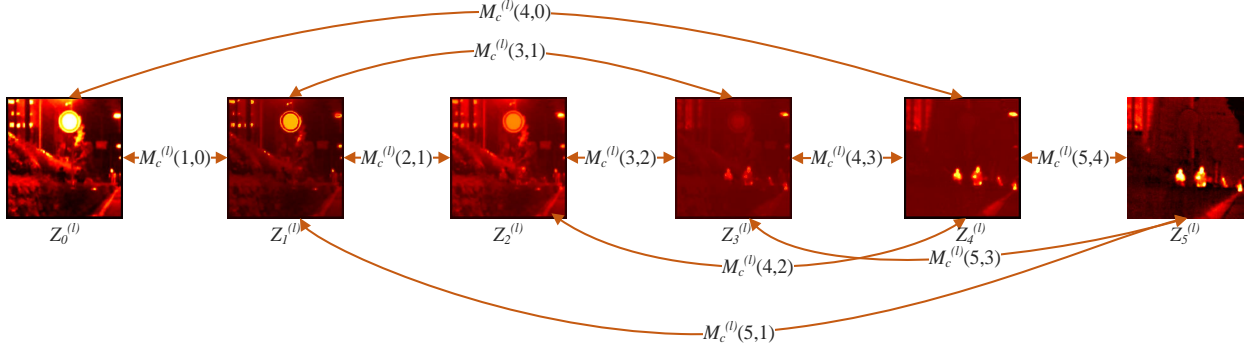 M_c^(l)(4,0)
M_c^(l)(3,1)
M_c^(l)(1,0) M_c^(l)(2,1) M_c^(l)(3,2) M_c^(l)(4,3) M_c^(l)(5,4)
Z_0^(l) Z_1^(l) Z_2^(l) Z_3^(l) Z_4^(l) Z_5^(l)
M_c^(l)(4,2) M_c^(l)(5,3)
M_c^(l)(5,1)